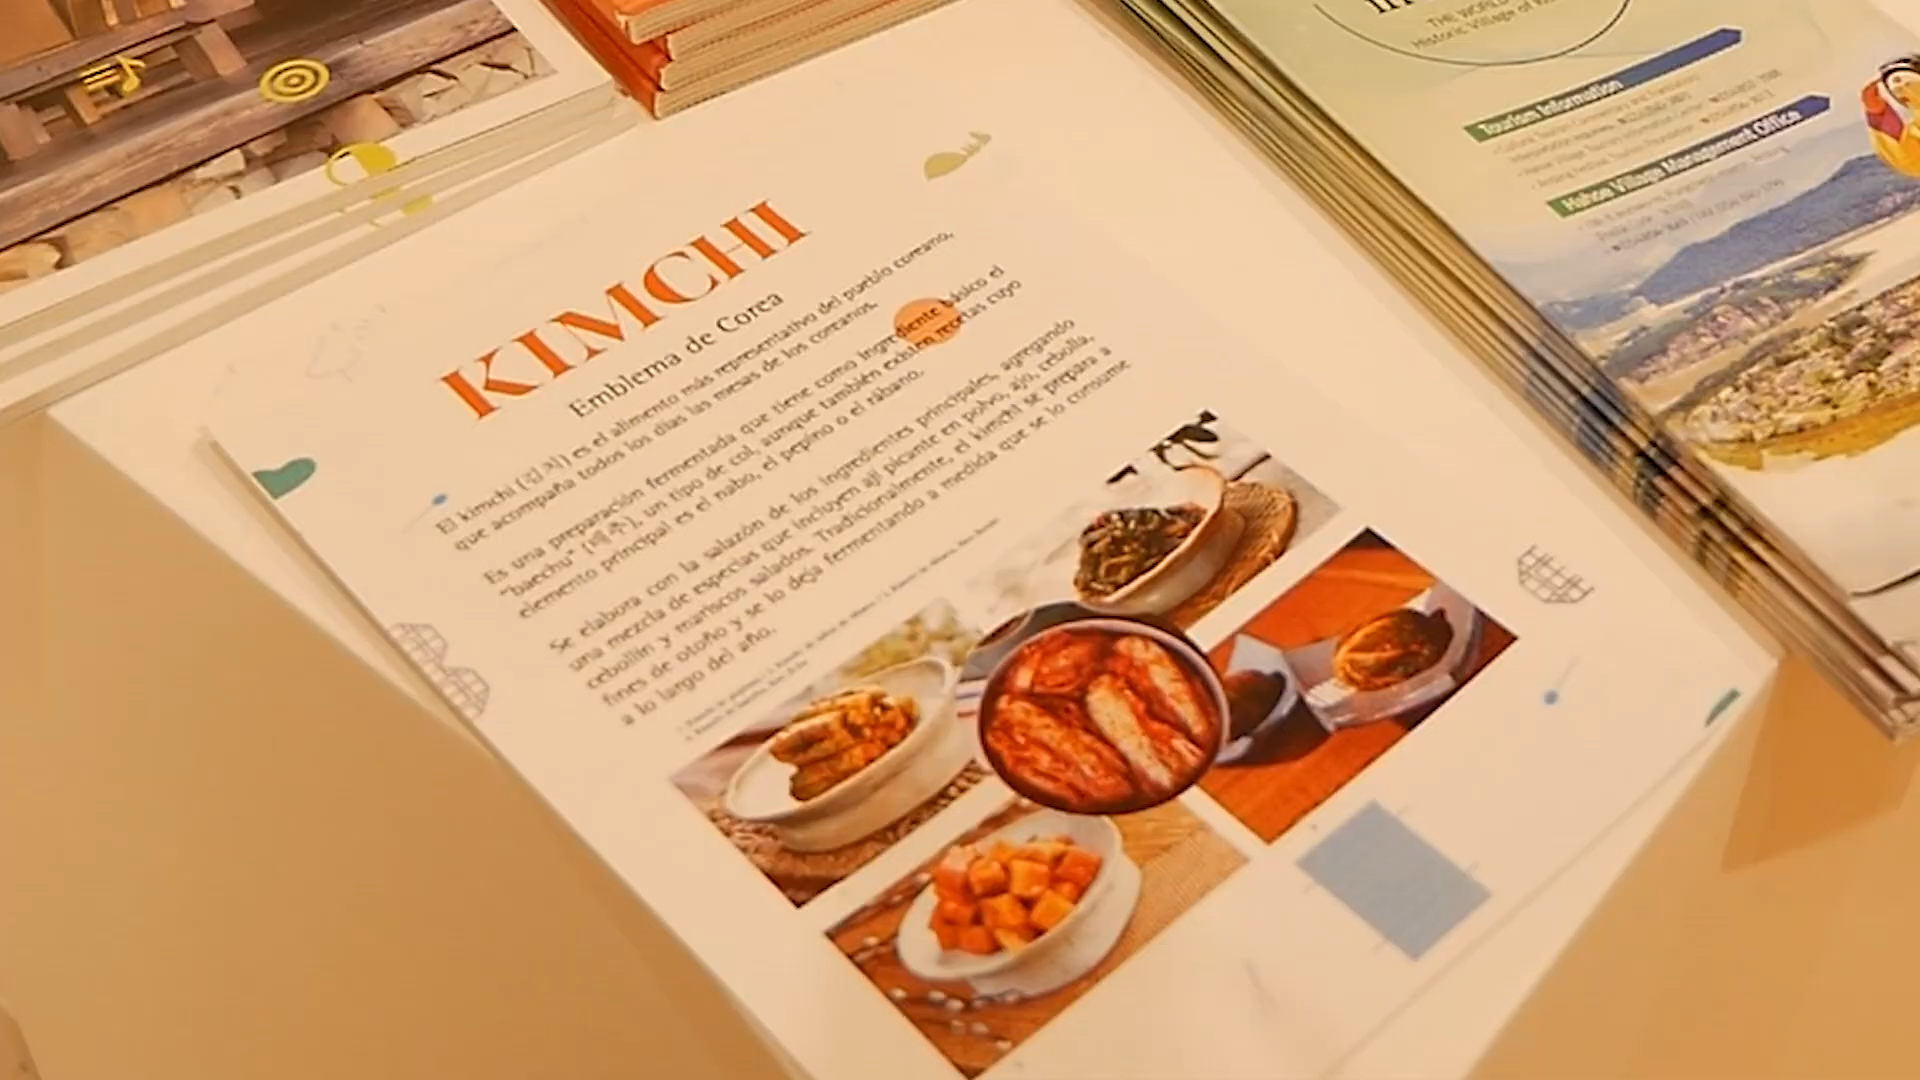 KIMCHI
Emblema de Corea
El kimchi (김치) es el alimento más representativo del pueblo coreano,
que acompaña todos los días las mesas de los coreanos.
Es una preparación fermentada que tiene como ingrediente básico el
"baechu" (배추), un tipo de col, aunque también existen recetas cuyo
elemento principal es el nabo, el pepino o el rábano.
Se elabora con la salazón de los ingredientes principales, agregando
una mezcla de especias que incluyen ají picante en polvo, ajo, cebolla,
cebollín y mariscos salados. Tradicionalmente, el kimchi se prepara a
fines de otoño y se lo deja fermentando a medida que se lo consume
a lo largo del año.
THE WORLD
Historic Village of
Tourism Information
Hahoe Village Management Office